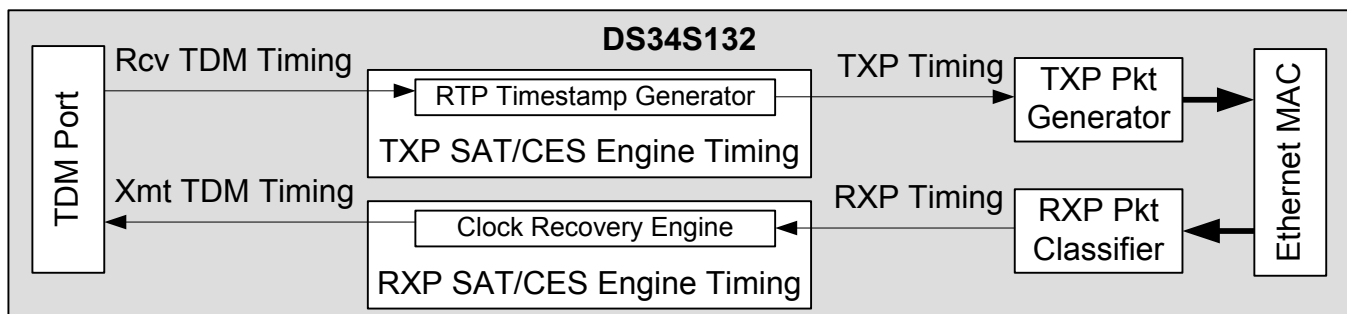 DS34S132
TDM Port
Rcv TDM Timing
RTP Timestamp Generator
TXP SAT/CES Engine Timing
TXP Timing
TXP Pkt
Generator
Ethernet MAC
Xmt TDM Timing
Clock Recovery Engine
RXP SAT/CES Engine Timing
RXP Timing
RXP Pkt
Classifier